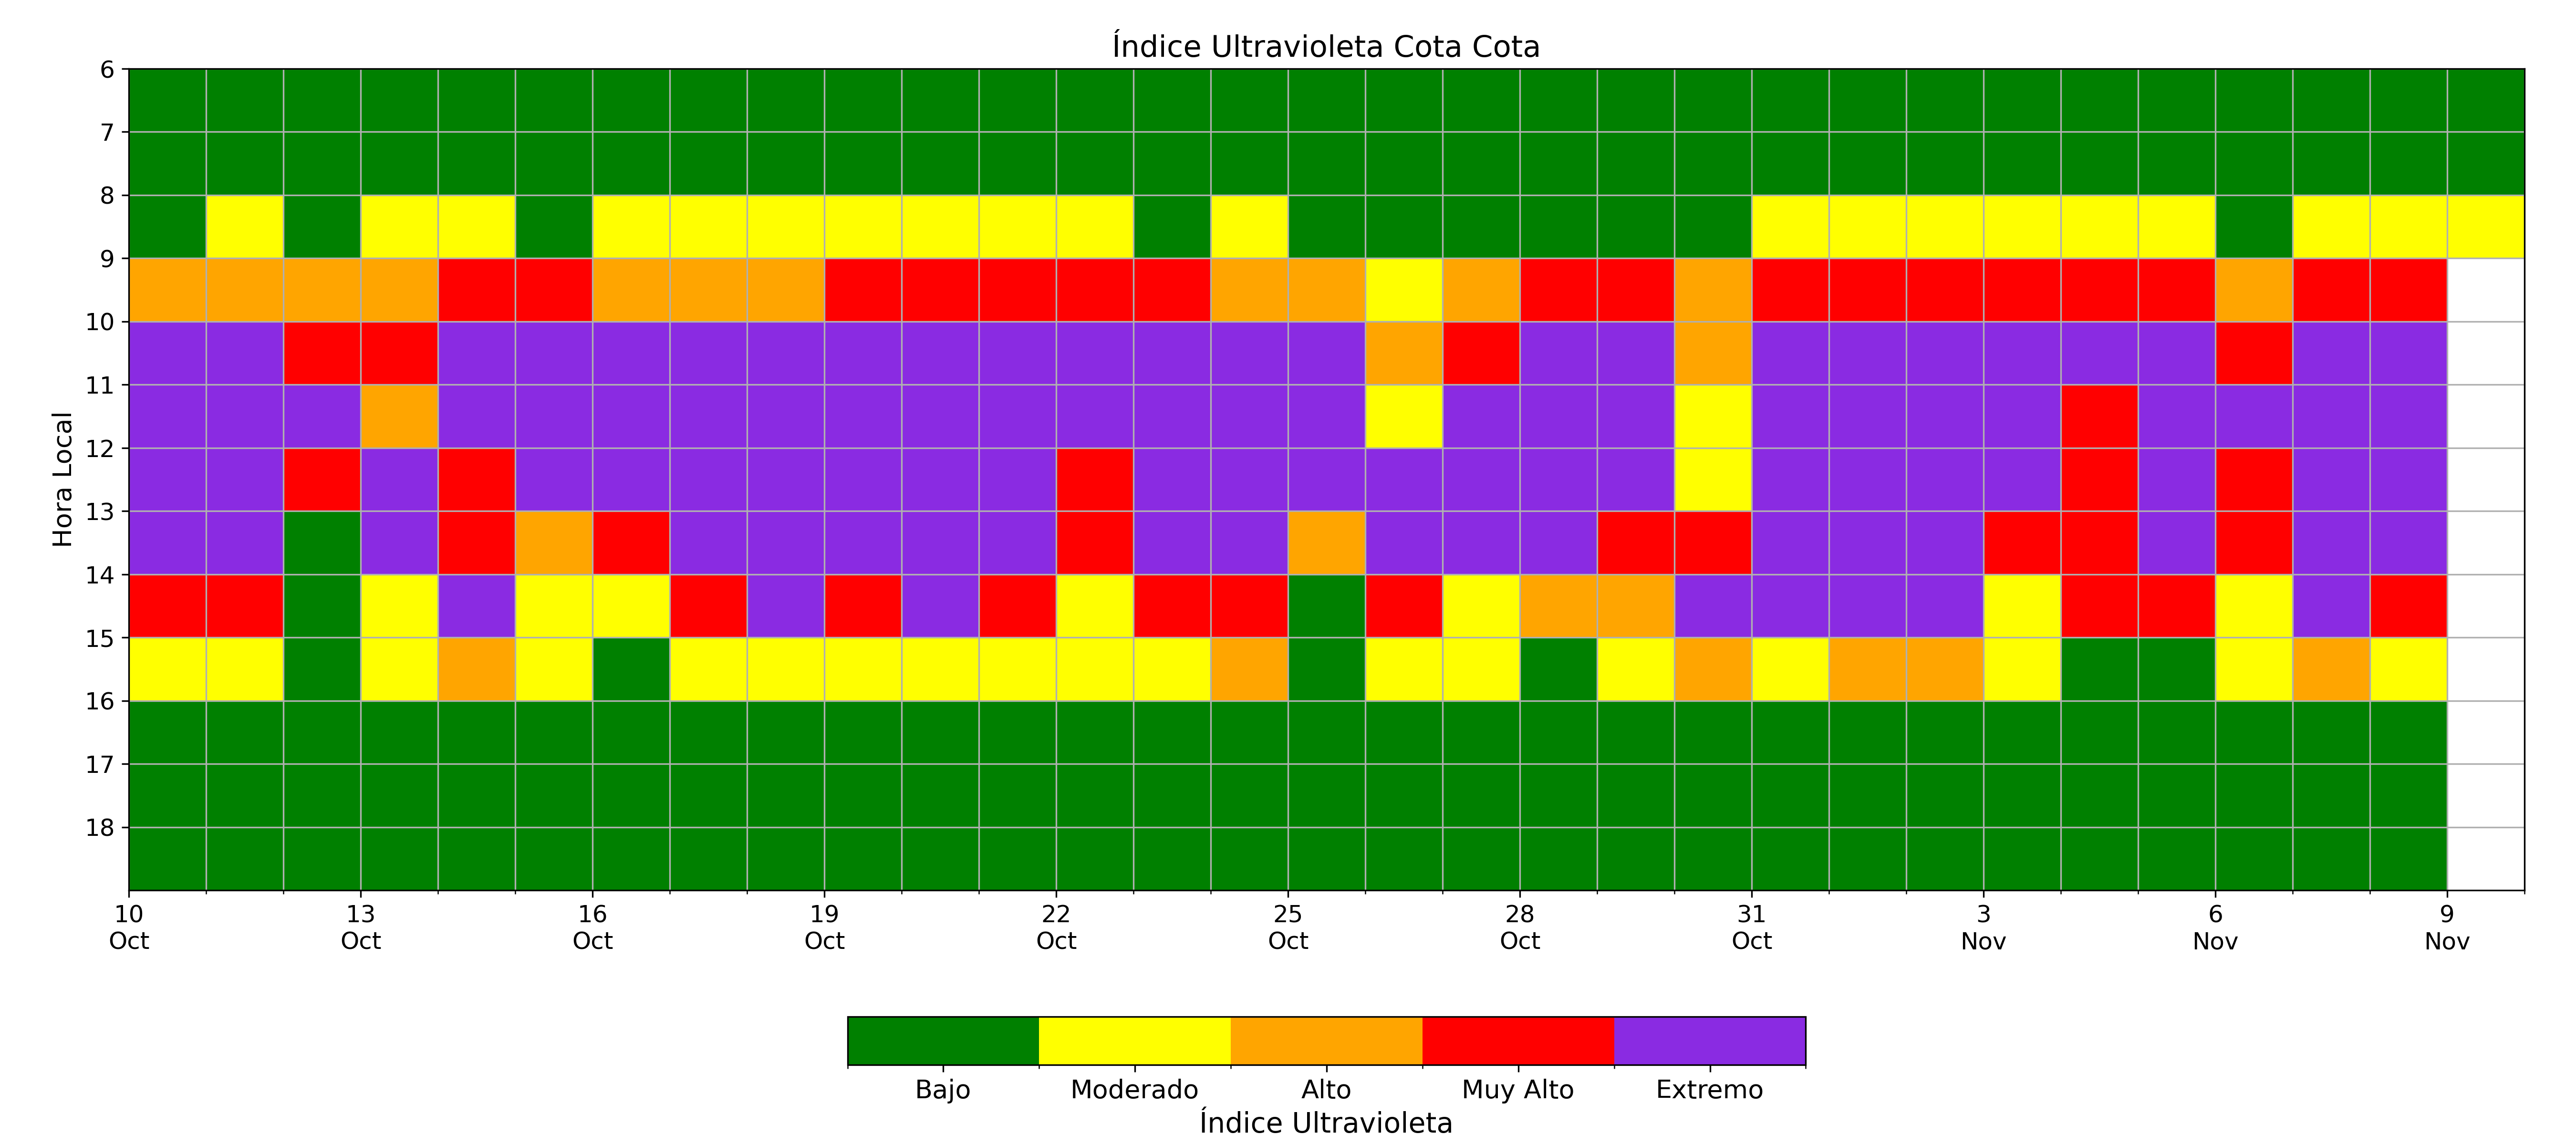 Índice Ultravioleta Cota Cota
Hora Local
6
7
8
9
10
11
12
13
14
15
16
17
18
10 13 16 19 22 25 28 31 3 6 9
Oct Oct Oct Oct Oct Oct Oct Oct Nov Nov Nov
Bajo Moderado Alto Muy Alto Extremo
Índice Ultravioleta